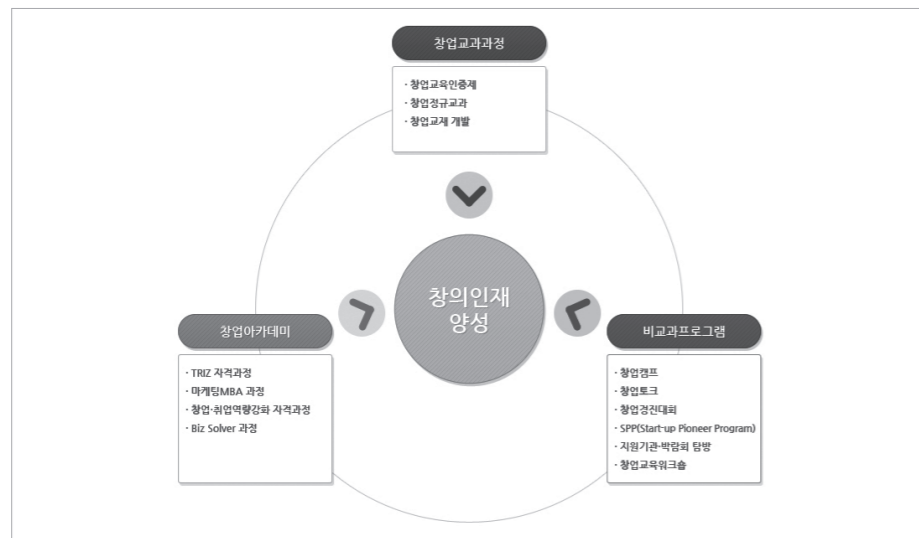 창업교과과정
· 창업교육인증제
· 창업정규교과
· 창업교재 개발
창의인재
양성
창업아카데미
· TRIZ 자격과정
· 마케팅MBA 과정
· 창업·취업역량강화 자격과정
· Biz Solver 과정
비교과프로그램
· 창업캠프
· 창업토크
· 창업경진대회
· SPP(Start-up Pioneer Program)
· 지원기관·박람회 탐방
· 창업교육워크숍